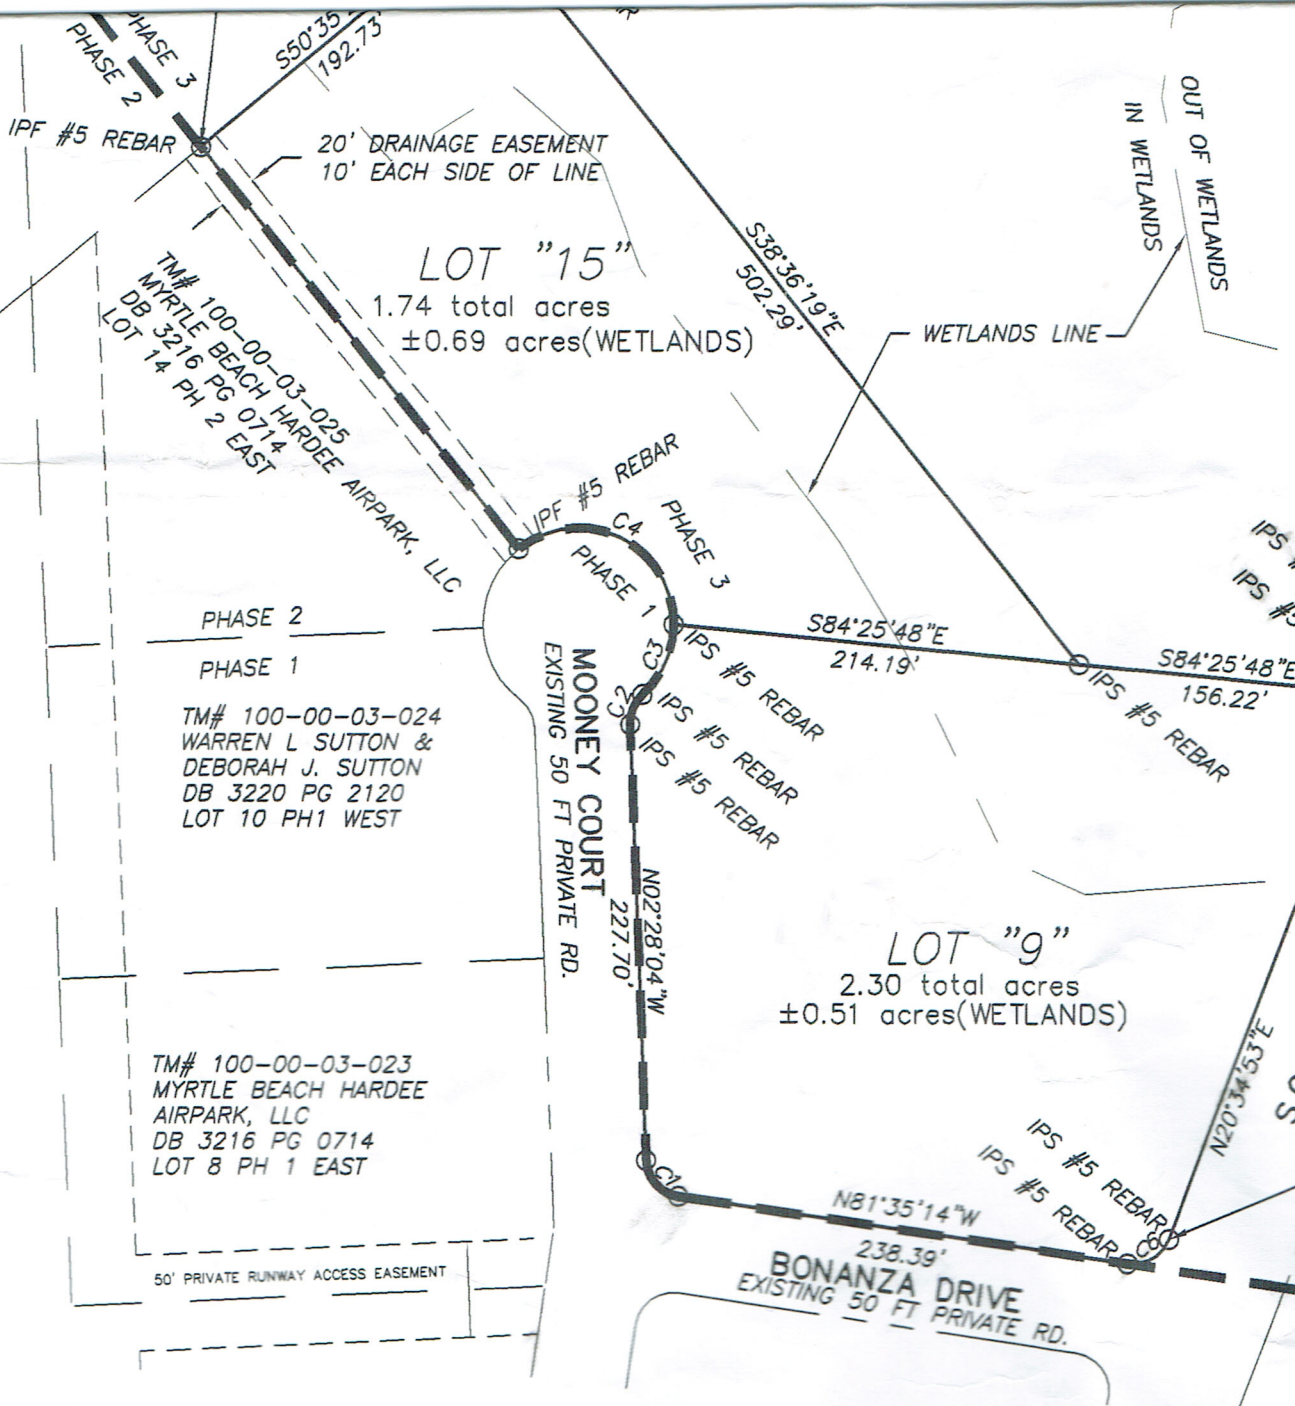 PHASE 3
PHASE 2
S50°35'
192.73'
IPF #5 REBAR
20' DRAINAGE EASEMENT
10' EACH SIDE OF LINE
OUT OF WETLANDS
IN WETLANDS
LOT "15"
1.74 total acres
±0.69 acres(WETLANDS)
S38°36'19"E
502.29'
WETLANDS LINE
TM# 100-00-03-025
MYRTLE BEACH HARDEE AIRPARK, LLC
DB 3216 PG 0714
LOT 14 PH 2 EAST
IPF #5 REBAR
C4
PHASE 3
PHASE 1
IPS #
IPS #5
PHASE 2
PHASE 1
S84°25'48"E
214.19'
S84°25'48"E
156.22'
C3
C2
IPS #5 REBAR
IPS #5 REBAR
IPS #5 REBAR
IPS #5 REBAR
MOONEY COURT
EXISTING 50 FT PRIVATE RD.
TM# 100-00-03-024
WARREN L SUTTON &
DEBORAH J. SUTTON
DB 3220 PG 2120
LOT 10 PH1 WEST
N02°28'04"W
227.70'
LOT "9"
2.30 total acres
±0.51 acres(WETLANDS)
N20°34'53"E
TM# 100-00-03-023
MYRTLE BEACH HARDEE
AIRPARK, LLC
DB 3216 PG 0714
LOT 8 PH 1 EAST
C1
IPS #5 REBAR
IPS #5 REBAR
C6
N81°35'14"W
238.39'
BONANZA DRIVE
EXISTING 50 FT PRIVATE RD.
50' PRIVATE RUNWAY ACCESS EASEMENT